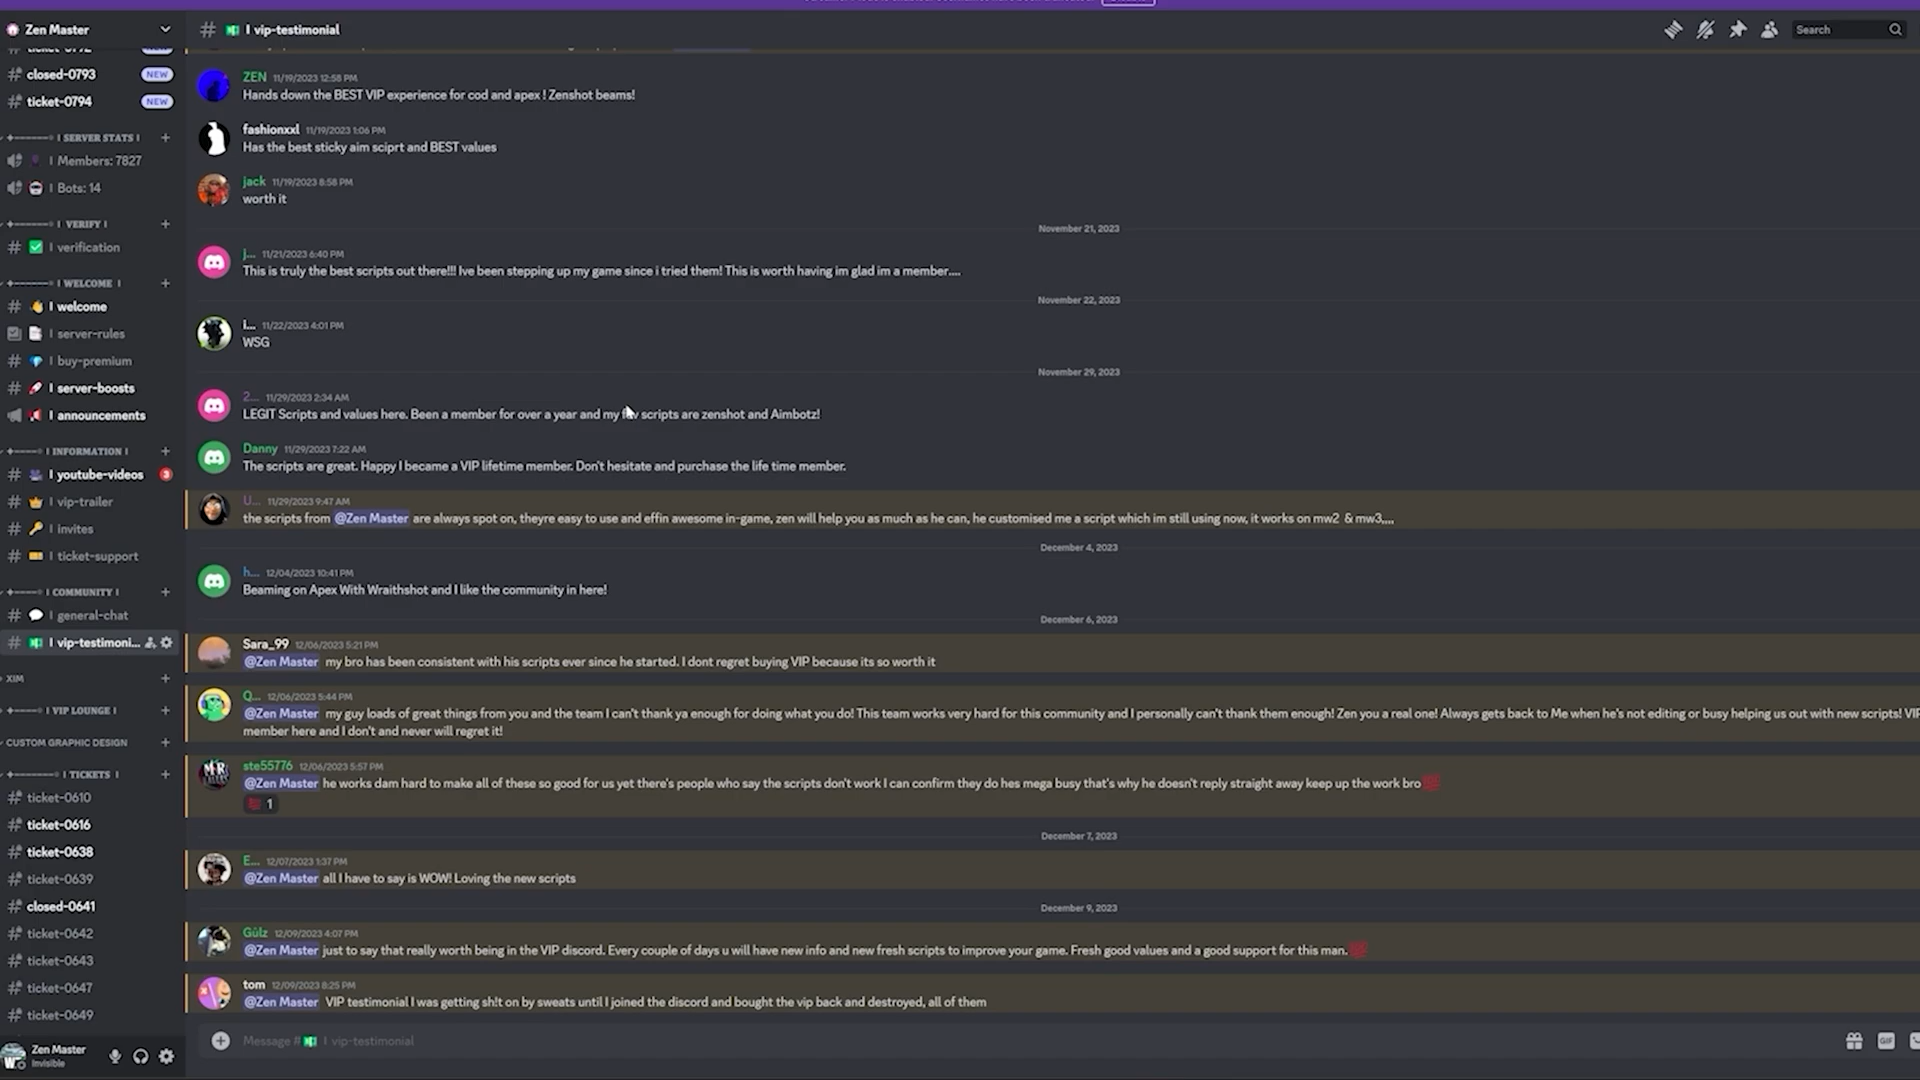 Zen Master
NEW
closed-0793 NEW
ticket-0794 NEW
I SERVER STATS I
I Members: 7827
I Bots: 14
I VERIFY I
I verification
I WELCOME I
I welcome
I server-rules
I buy-premium
I server-boosts
I announcements
I INFORMATION I
I youtube-videos 3
I vip-trailer
I invites
I ticket-support
I COMMUNITY I
I general-chat
I vip-testimoni...
XIM
I VIP LOUNGE I
CUSTOM GRAPHIC DESIGN
I TICKETS I
ticket-0610
ticket-0616
ticket-0638
ticket-0639
closed-0641
ticket-0642
ticket-0643
ticket-0647
ticket-0649
Zen Master
Invisible
# I vip-testimonial
Search
ZEN 11/19/2023 12:58 PM
Hands down the BEST VIP experience for cod and apex ! Zenshot beams!
fashionxxl 11/19/2023 1:06 PM
Has the best sticky aim sciprt and BEST values
jack 11/19/2023 8:58 PM
worth it
November 21, 2023
J... 11/21/2023 6:40 PM
This is truly the best scripts out there!!! Ive been stepping up my game since i tried them! This is worth having im glad im a member....
November 22, 2023
i... 11/22/2023 4:01 PM
WSG
November 29, 2023
2... 11/29/2023 2:34 AM
LEGIT Scripts and values here. Been a member for over a year and my fav scripts are zenshot and Aimbotz!
Danny 11/29/2023 7:22 AM
The scripts are great. Happy I became a VIP lifetime member. Don't hesitate and purchase the life time member.
U... 11/29/2023 9:47 AM
the scripts from @Zen Master are always spot on, theyre easy to use and effin awesome in-game, zen will help you as much as he can, he customised me a script which im still using now, it works on mw2 & mw3,,,,
December 4, 2023
h... 12/04/2023 10:41 PM
Beaming on Apex With Wraithshot and I like the community in here!
December 6, 2023
Sara_99 12/06/2023 5:21 PM
@Zen Master my bro has been consistent with his scripts ever since he started. I dont regret buying VIP because its so worth it
Q... 12/06/2023 5:44 PM
@Zen Master my guy loads of great things from you and the team I can't thank ya enough for doing what you do! This team works very hard for this community and I personally can't thank them enough! Zen you a real one! Always gets back to Me when he's not editing or busy helping us out with new scripts! VIP
member here and I don't and never will regret it!
ste55776 12/06/2023 5:57 PM
@Zen Master he works dam hard to make all of these so good for us yet there's people who say the scripts don't work I can confirm they do hes mega busy that's why he doesn't reply straight away keep up the work bro
1
December 7, 2023
E... 12/07/2023 1:37 PM
@Zen Master all I have to say is WOW! Loving the new scripts
December 9, 2023
Gülz 12/09/2023 4:07 PM
@Zen Master just to say that really worth being in the VIP discord. Every couple of days u will have new info and new fresh scripts to improve your game. Fresh good values and a good support for this man.
tom 12/09/2023 8:25 PM
@Zen Master VIP testimonial I was getting sh!t on by sweats until I joined the discord and bought the vip back and destroyed, all of them
Message # I vip-testimonial
GIF